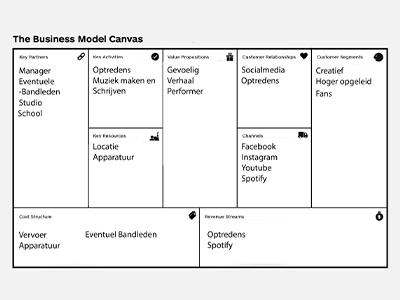 The Business Model Canvas
Key Partners
Manager
Eventuele
-Bandleden
Studio
School
Key Activities
Optredens
Muziek maken en
Schrijven
Key Resources
Locatie
Apparatuur
Value Propositions
Gevoelig
Verhaal
Performer
Customer Relationships
Socialmedia
Optredens
Channels
Facebook
Instagram
Youtube
Spotify
Customer Segments
Creatief
Hoger opgeleid
Fans
Cost Structure
Vervoer
Apparatuur
Eventuel Bandleden
Revenue Streams
Optredens
Spotify